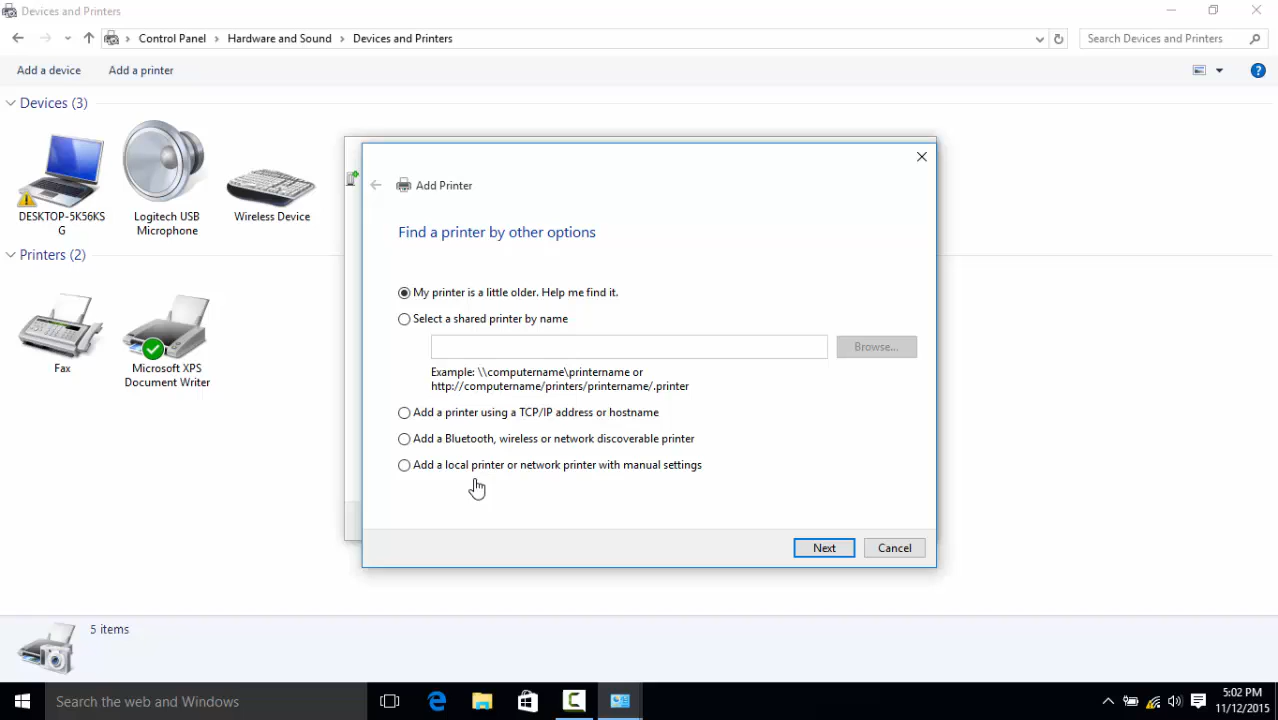 Devices and Printers
Control Panel
Hardware and Sound
Devices and Printers
Search Devices and Printers
Add a device
Add a printer
Devices (3)
DESKTOP-5K56KS
G
Logitech USB
Microphone
Wireless Device
Printers (2)
Fax
Microsoft XPS
Document Writer
Add Printer
Find a printer by other options
My printer is a little older. Help me find it.
Select a shared printer by name
Browse...
Example: \\computername\printername or
http://computername/printers/printername/.printer
Add a printer using a TCP/IP address or hostname
Add a Bluetooth, wireless or network discoverable printer
Add a local printer or network printer with manual settings
Next
Cancel
5 items
Search the web and Windows
5:02 PM
11/12/2015